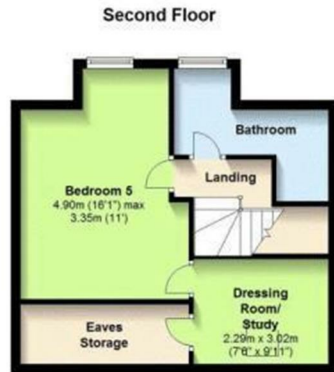 Second Floor
Bathroom
Landing
Bedroom 5
4.90m (16'1") max
3.35m (11')
Dressing
Room/
Study
2.29m x 3.02m
(7'6" x 9'11")
Eaves
Storage